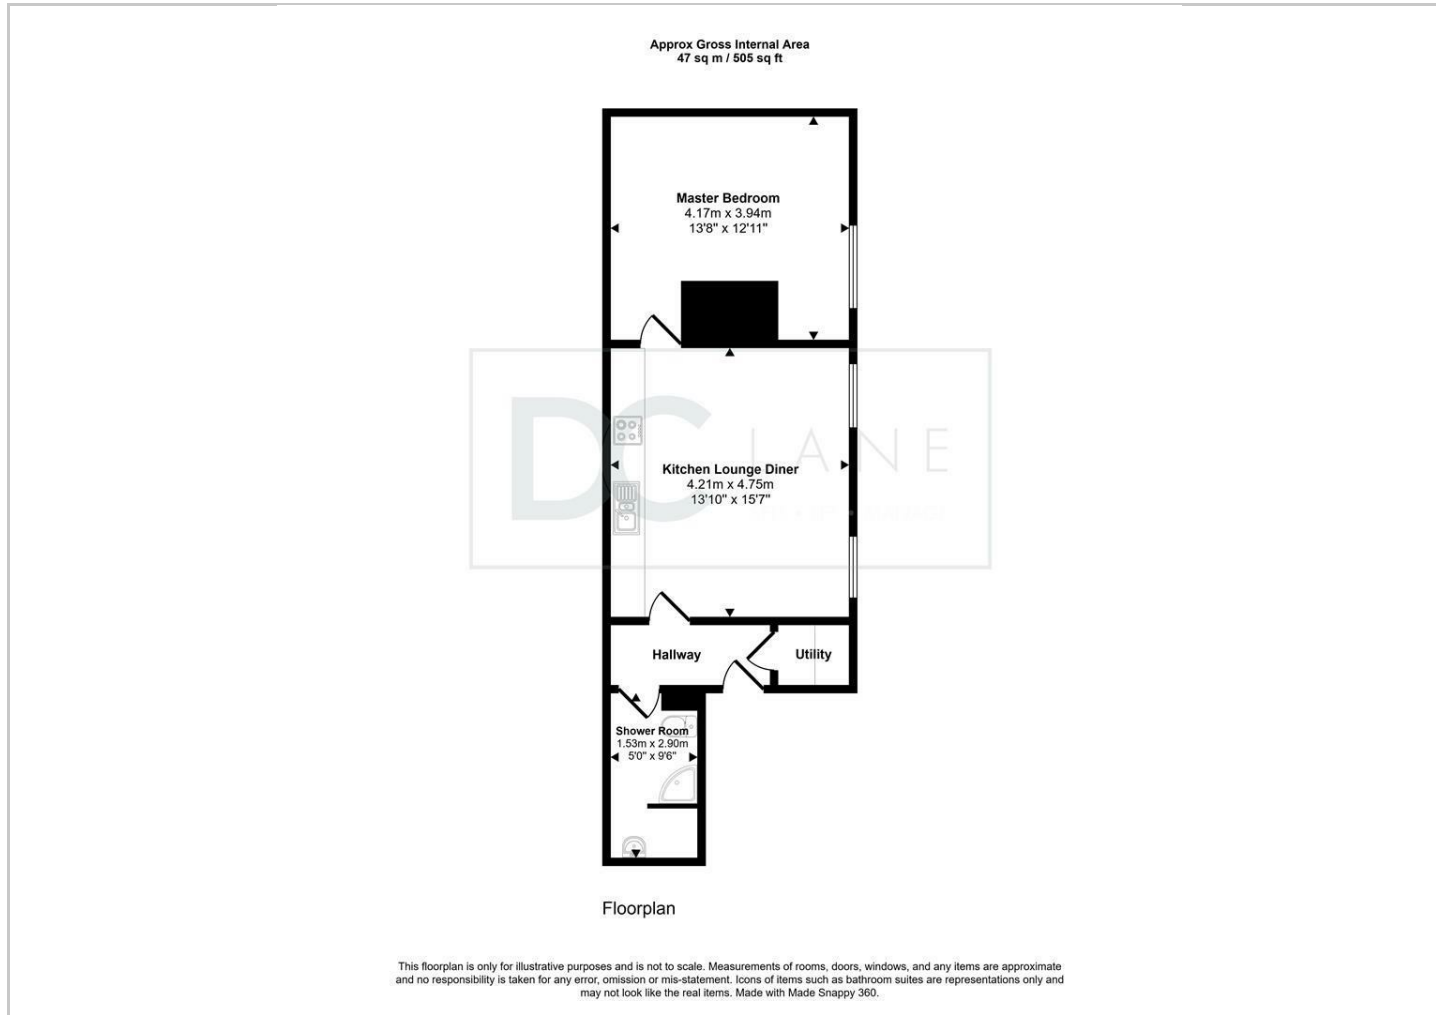 Approx Gross Internal Area
47 sq m / 505 sq ft
Master Bedroom
4.17m x 3.94m
13'8" x 12'11"
DC LANE
Kitchen Lounge Diner
4.21m x 4.75m
13'10" x 15'7"
Hallway
Utility
Shower Room
1.53m x 2.90m
5'0" x 9'6"
Floorplan
This floorplan is only for illustrative purposes and is not to scale. Measurements of rooms, doors, windows, and any items are approximate
and no responsibility is taken for any error, omission or mis-statement. Icons of items such as bathroom suites are representations only and
may not look like the real items. Made with Made Snappy 360.